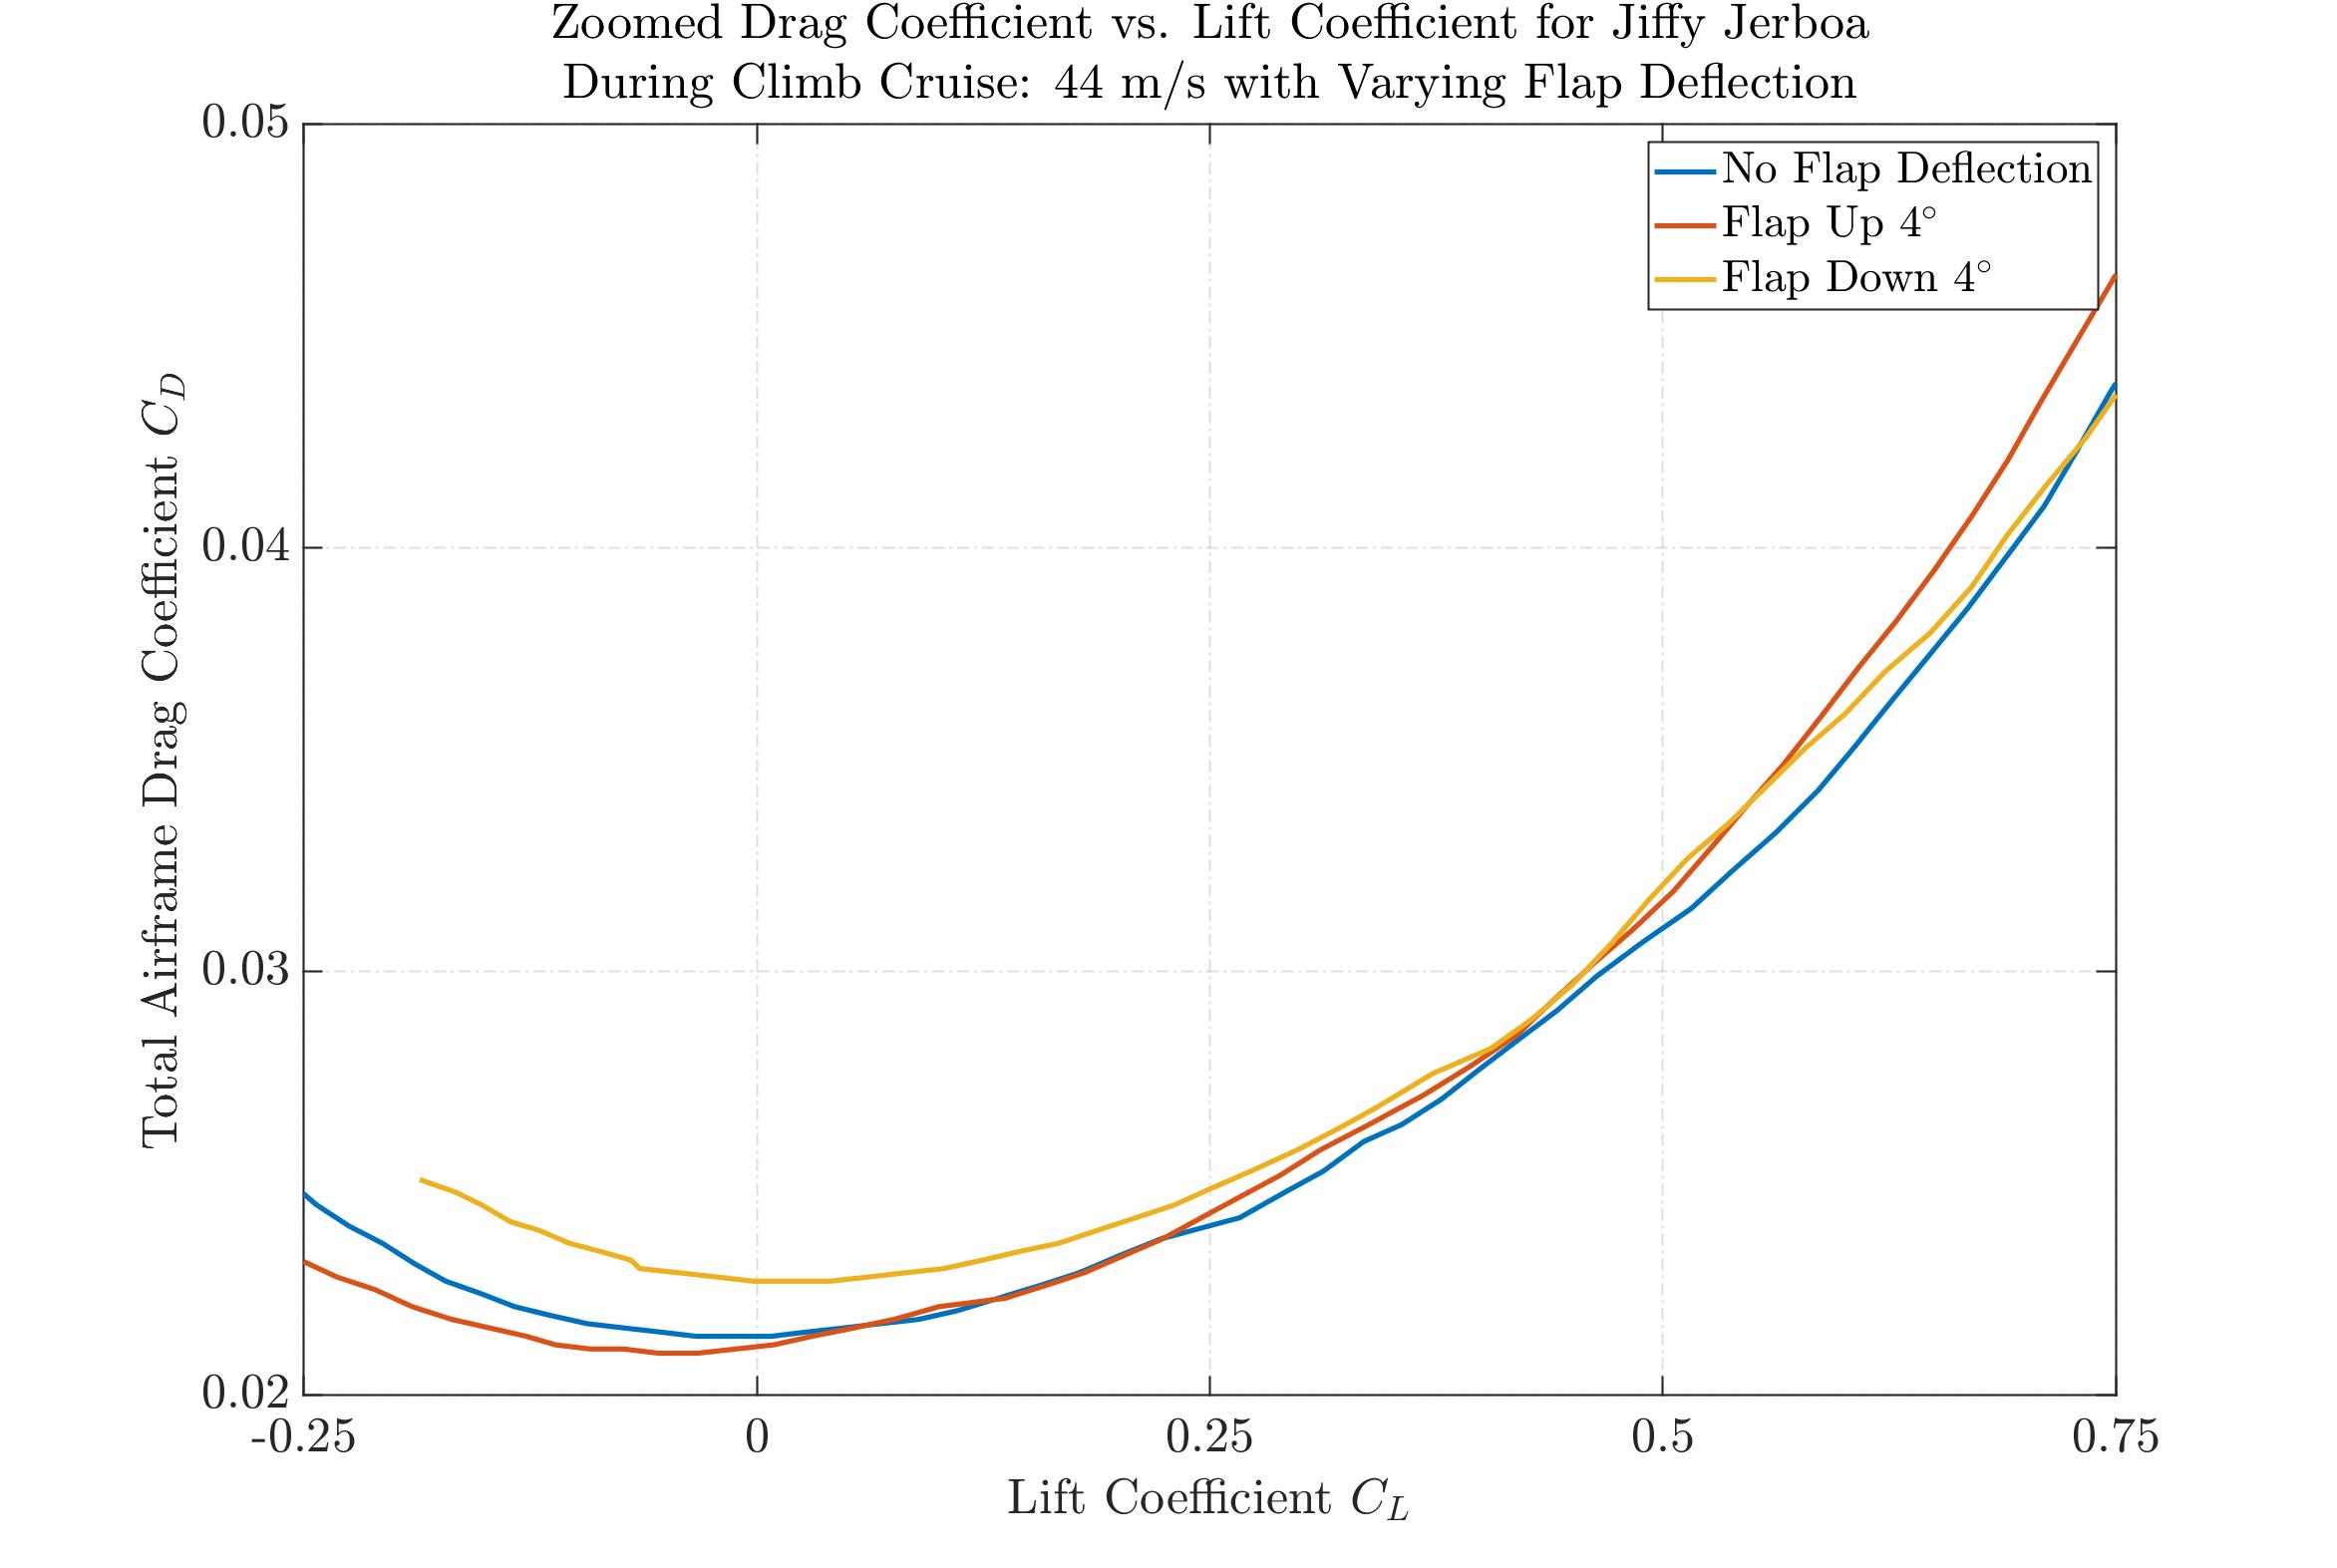 Zoomed Drag Coefficient vs. Lift Coefficient for Jiffy Jerboa
During Climb Cruise: 44 m/s with Varying Flap Deflection
0.05
No Flap Deflection
Flap Up 4°
Flap Down 4°
Total Airframe Drag Coefficient C_D
0.04
0.03
0.02
-0.25 0 0.25 0.5 0.75
Lift Coefficient C_L